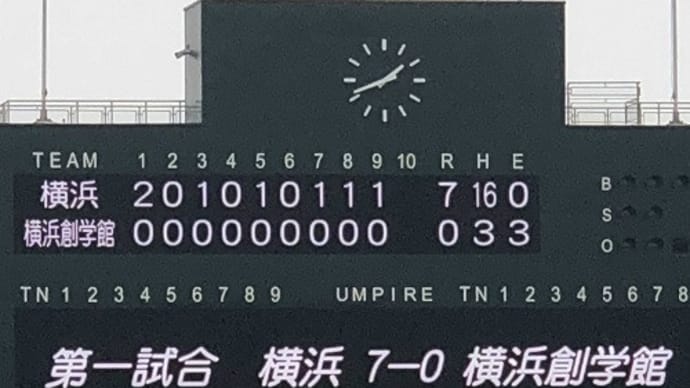 TEAM 1 2 3 4 5 6 7 8 9 10 R H E
横浜 2 0 1 0 1 0 1 1 1 7 16 0 B
横浜創学館 0 0 0 0 0 0 0 0 0 0 3 3 S
O
TN 1 2 3 4 5 6 7 8 9 UMPIRE TN 1 2 3 4 5 6 7 8
第一試合 横浜 7-0 横浜創学館